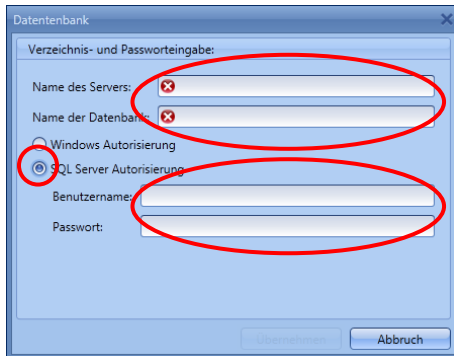 Datentenbank
Verzeichnis- und Passworteingabe:
Name des Servers:
Name der Datenbank:
Windows Autorisierung
SQL Server Autorisierung
Benutzername:
Passwort:
Übernehmen Abbruch